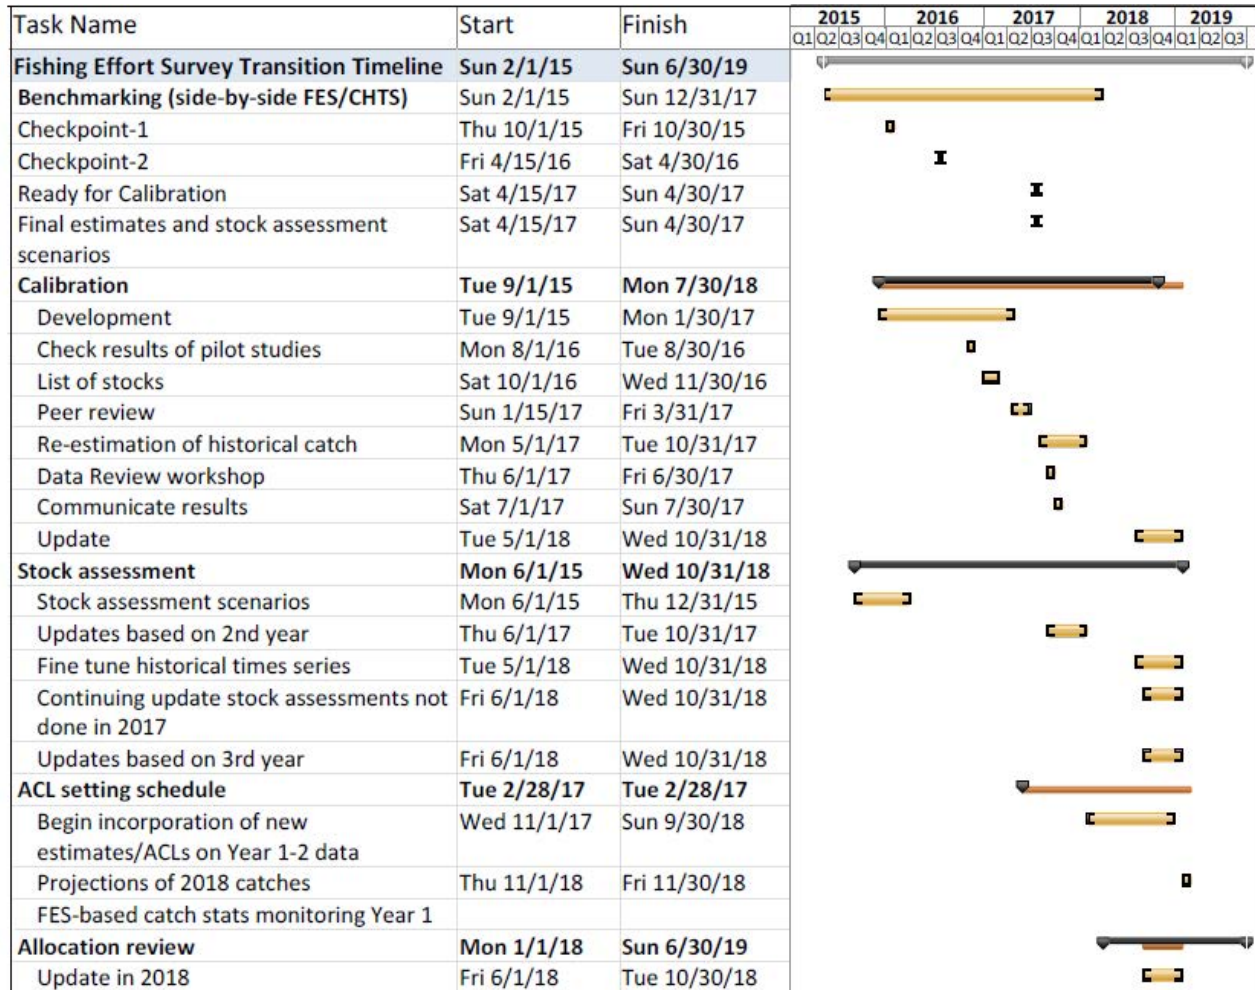 Task Name Start Finish 2015 2016 2017 2018 2019
Q1 Q2 Q3 Q4 Q1 Q2 Q3 Q4 Q1 Q2 Q3 Q4 Q1 Q2 Q3 Q4 Q1 Q2 Q3
Fishing Effort Survey Transition Timeline Sun 2/1/15 Sun 6/30/19
Benchmarking (side-by-side FES/CHTS) Sun 2/1/15 Sun 12/31/17
Checkpoint-1 Thu 10/1/15 Fri 10/30/15
Checkpoint-2 Fri 4/15/16 Sat 4/30/16
Ready for Calibration Sat 4/15/17 Sun 4/30/17
Final estimates and stock assessment Sat 4/15/17 Sun 4/30/17
scenarios
Calibration Tue 9/1/15 Mon 7/30/18
Development Tue 9/1/15 Mon 1/30/17
Check results of pilot studies Mon 8/1/16 Tue 8/30/16
List of stocks Sat 10/1/16 Wed 11/30/16
Peer review Sun 1/15/17 Fri 3/31/17
Re-estimation of historical catch Mon 5/1/17 Tue 10/31/17
Data Review workshop Thu 6/1/17 Fri 6/30/17
Communicate results Sat 7/1/17 Sun 7/30/17
Update Tue 5/1/18 Wed 10/31/18
Stock assessment Mon 6/1/15 Wed 10/31/18
Stock assessment scenarios Mon 6/1/15 Thu 12/31/15
Updates based on 2nd year Thu 6/1/17 Tue 10/31/17
Fine tune historical times series Tue 5/1/18 Wed 10/31/18
Continuing update stock assessments not Fri 6/1/18 Wed 10/31/18
done in 2017
Updates based on 3rd year Fri 6/1/18 Wed 10/31/18
ACL setting schedule Tue 2/28/17 Tue 2/28/17
Begin incorporation of new Wed 11/1/17 Sun 9/30/18
estimates/ACLs on Year 1-2 data
Projections of 2018 catches Thu 11/1/18 Fri 11/30/18
FES-based catch stats monitoring Year 1
Allocation review Mon 1/1/18 Sun 6/30/19
Update in 2018 Fri 6/1/18 Tue 10/30/18